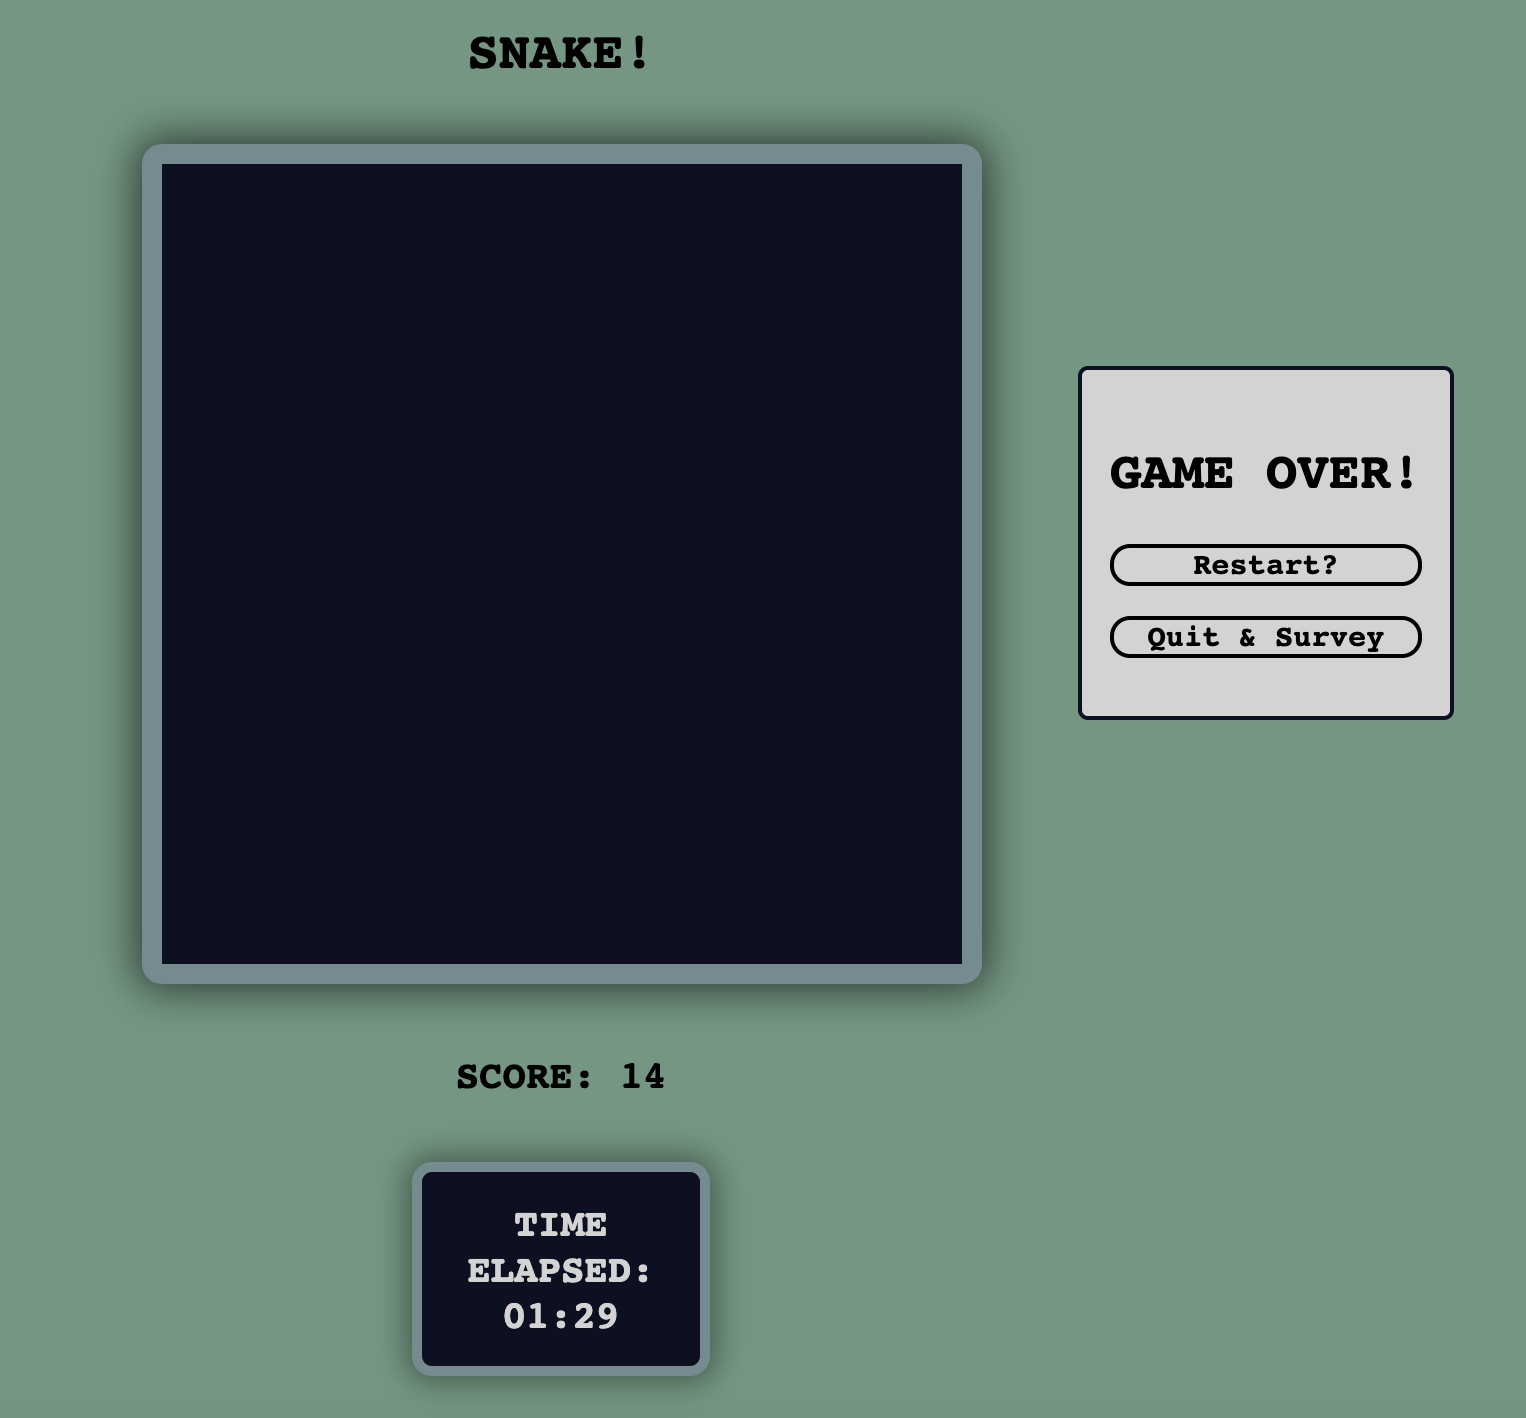 SNAKE!
GAME OVER!
Restart?
Quit & Survey
SCORE: 14
TIME
ELAPSED:
01:29